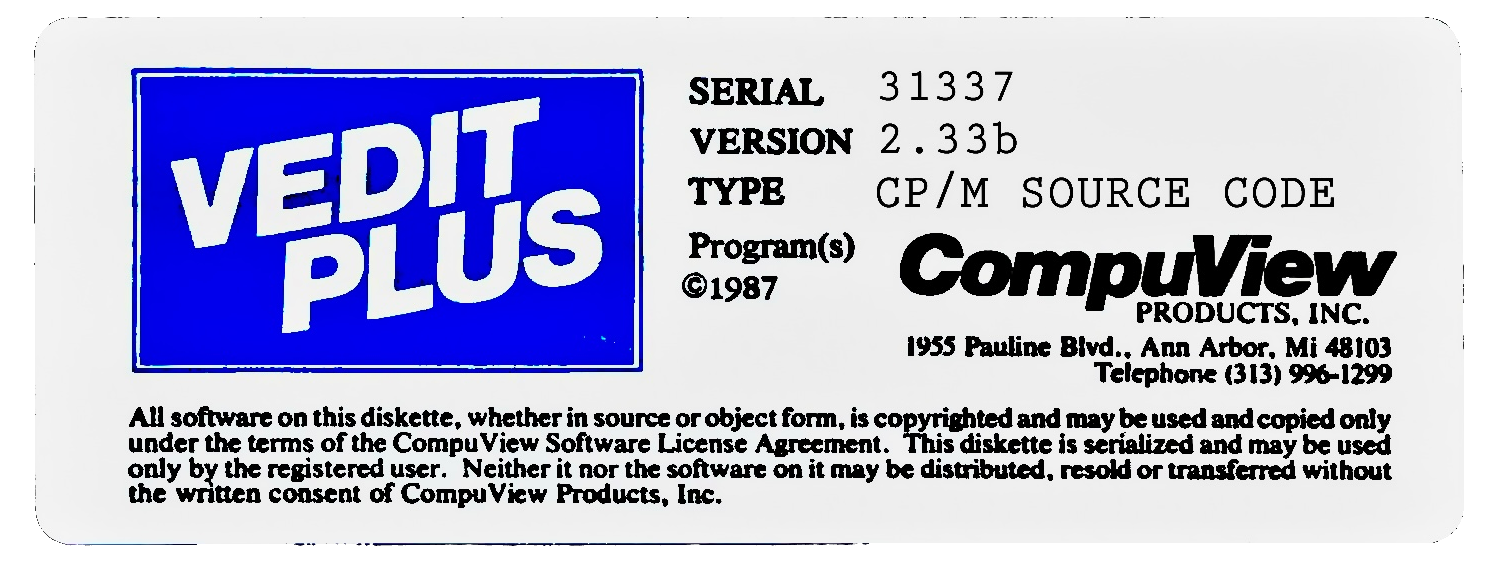 VEDIT
PLUS
SERIAL 31337
VERSION 2.33b
TYPE CP/M SOURCE CODE
Program(s)
©1987
CompuView
PRODUCTS, INC.
1955 Pauline Blvd., Ann Arbor, Mi 48103
Telephone (313) 996-1299
All software on this diskette, whether in source or object form, is copyrighted and may be used and copied only
under the terms of the CompuView Software License Agreement. This diskette is serialized and may be used
only by the registered user. Neither it nor the software on it may be distributed, resold or transferred without
the written consent of CompuView Products, Inc.